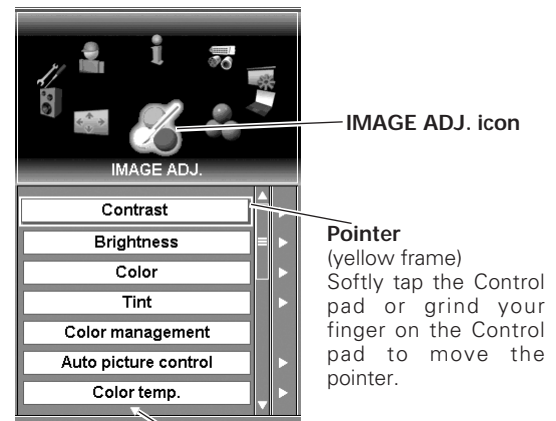 IMAGE ADJ. icon
IMAGE ADJ.
Contrast
Brightness
Color
Tint
Color management
Auto picture control
Color temp.
Pointer
(yellow frame)
Softly tap the Control
pad or grind your
finger on the Control
pad to move the
pointer.